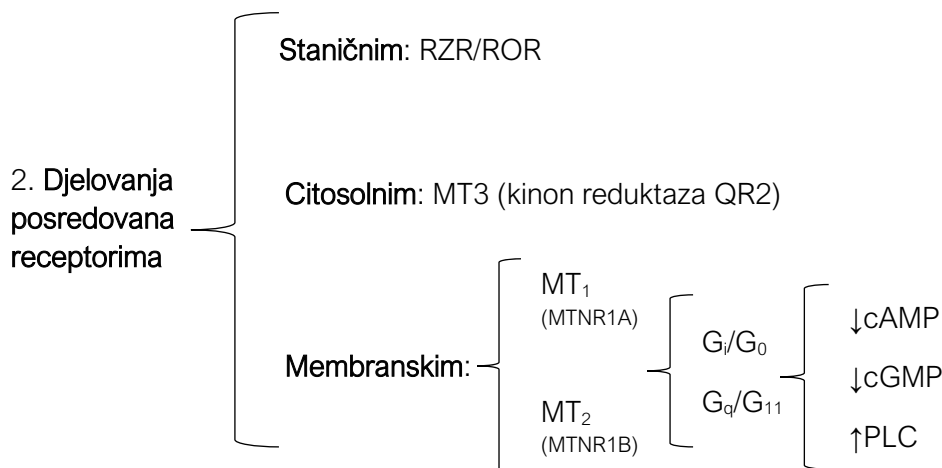 Staničnim: RZR/ROR
2. Djelovanja
posredovana
receptorima
Citosolnim: MT3 (kinon reduktaza QR2)
Membranskim:
MT₁
(MTNR1A)
MT₂
(MTNR1B)
Gᵢ/G₀
G_q/G₁₁
↓cAMP
↓cGMP
↑PLC